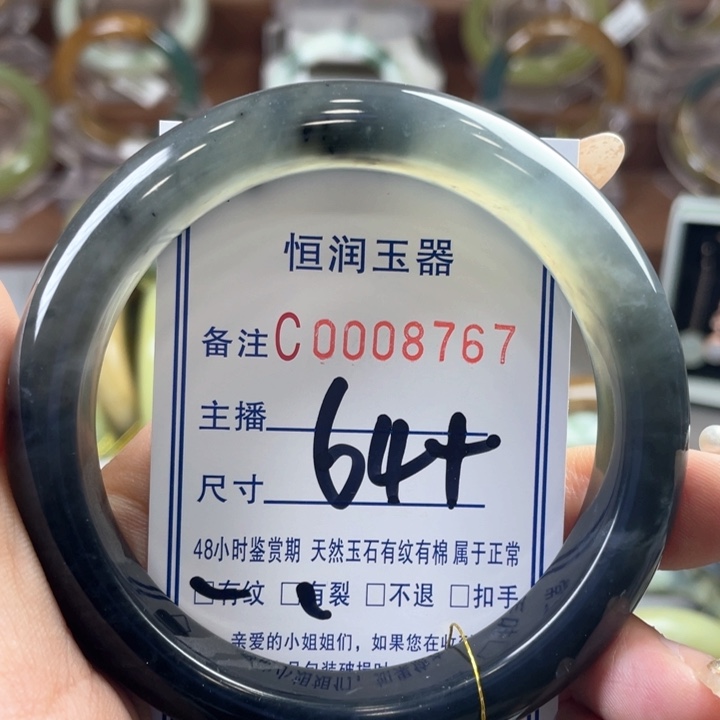 恒润玉器
备注C0008767
主播
尺寸 64+
48小时鉴赏期 天然玉石有纹有棉 属于正常
□有纹 □有裂 □不退 □扣手
亲爱的小姐姐们，如果您在收